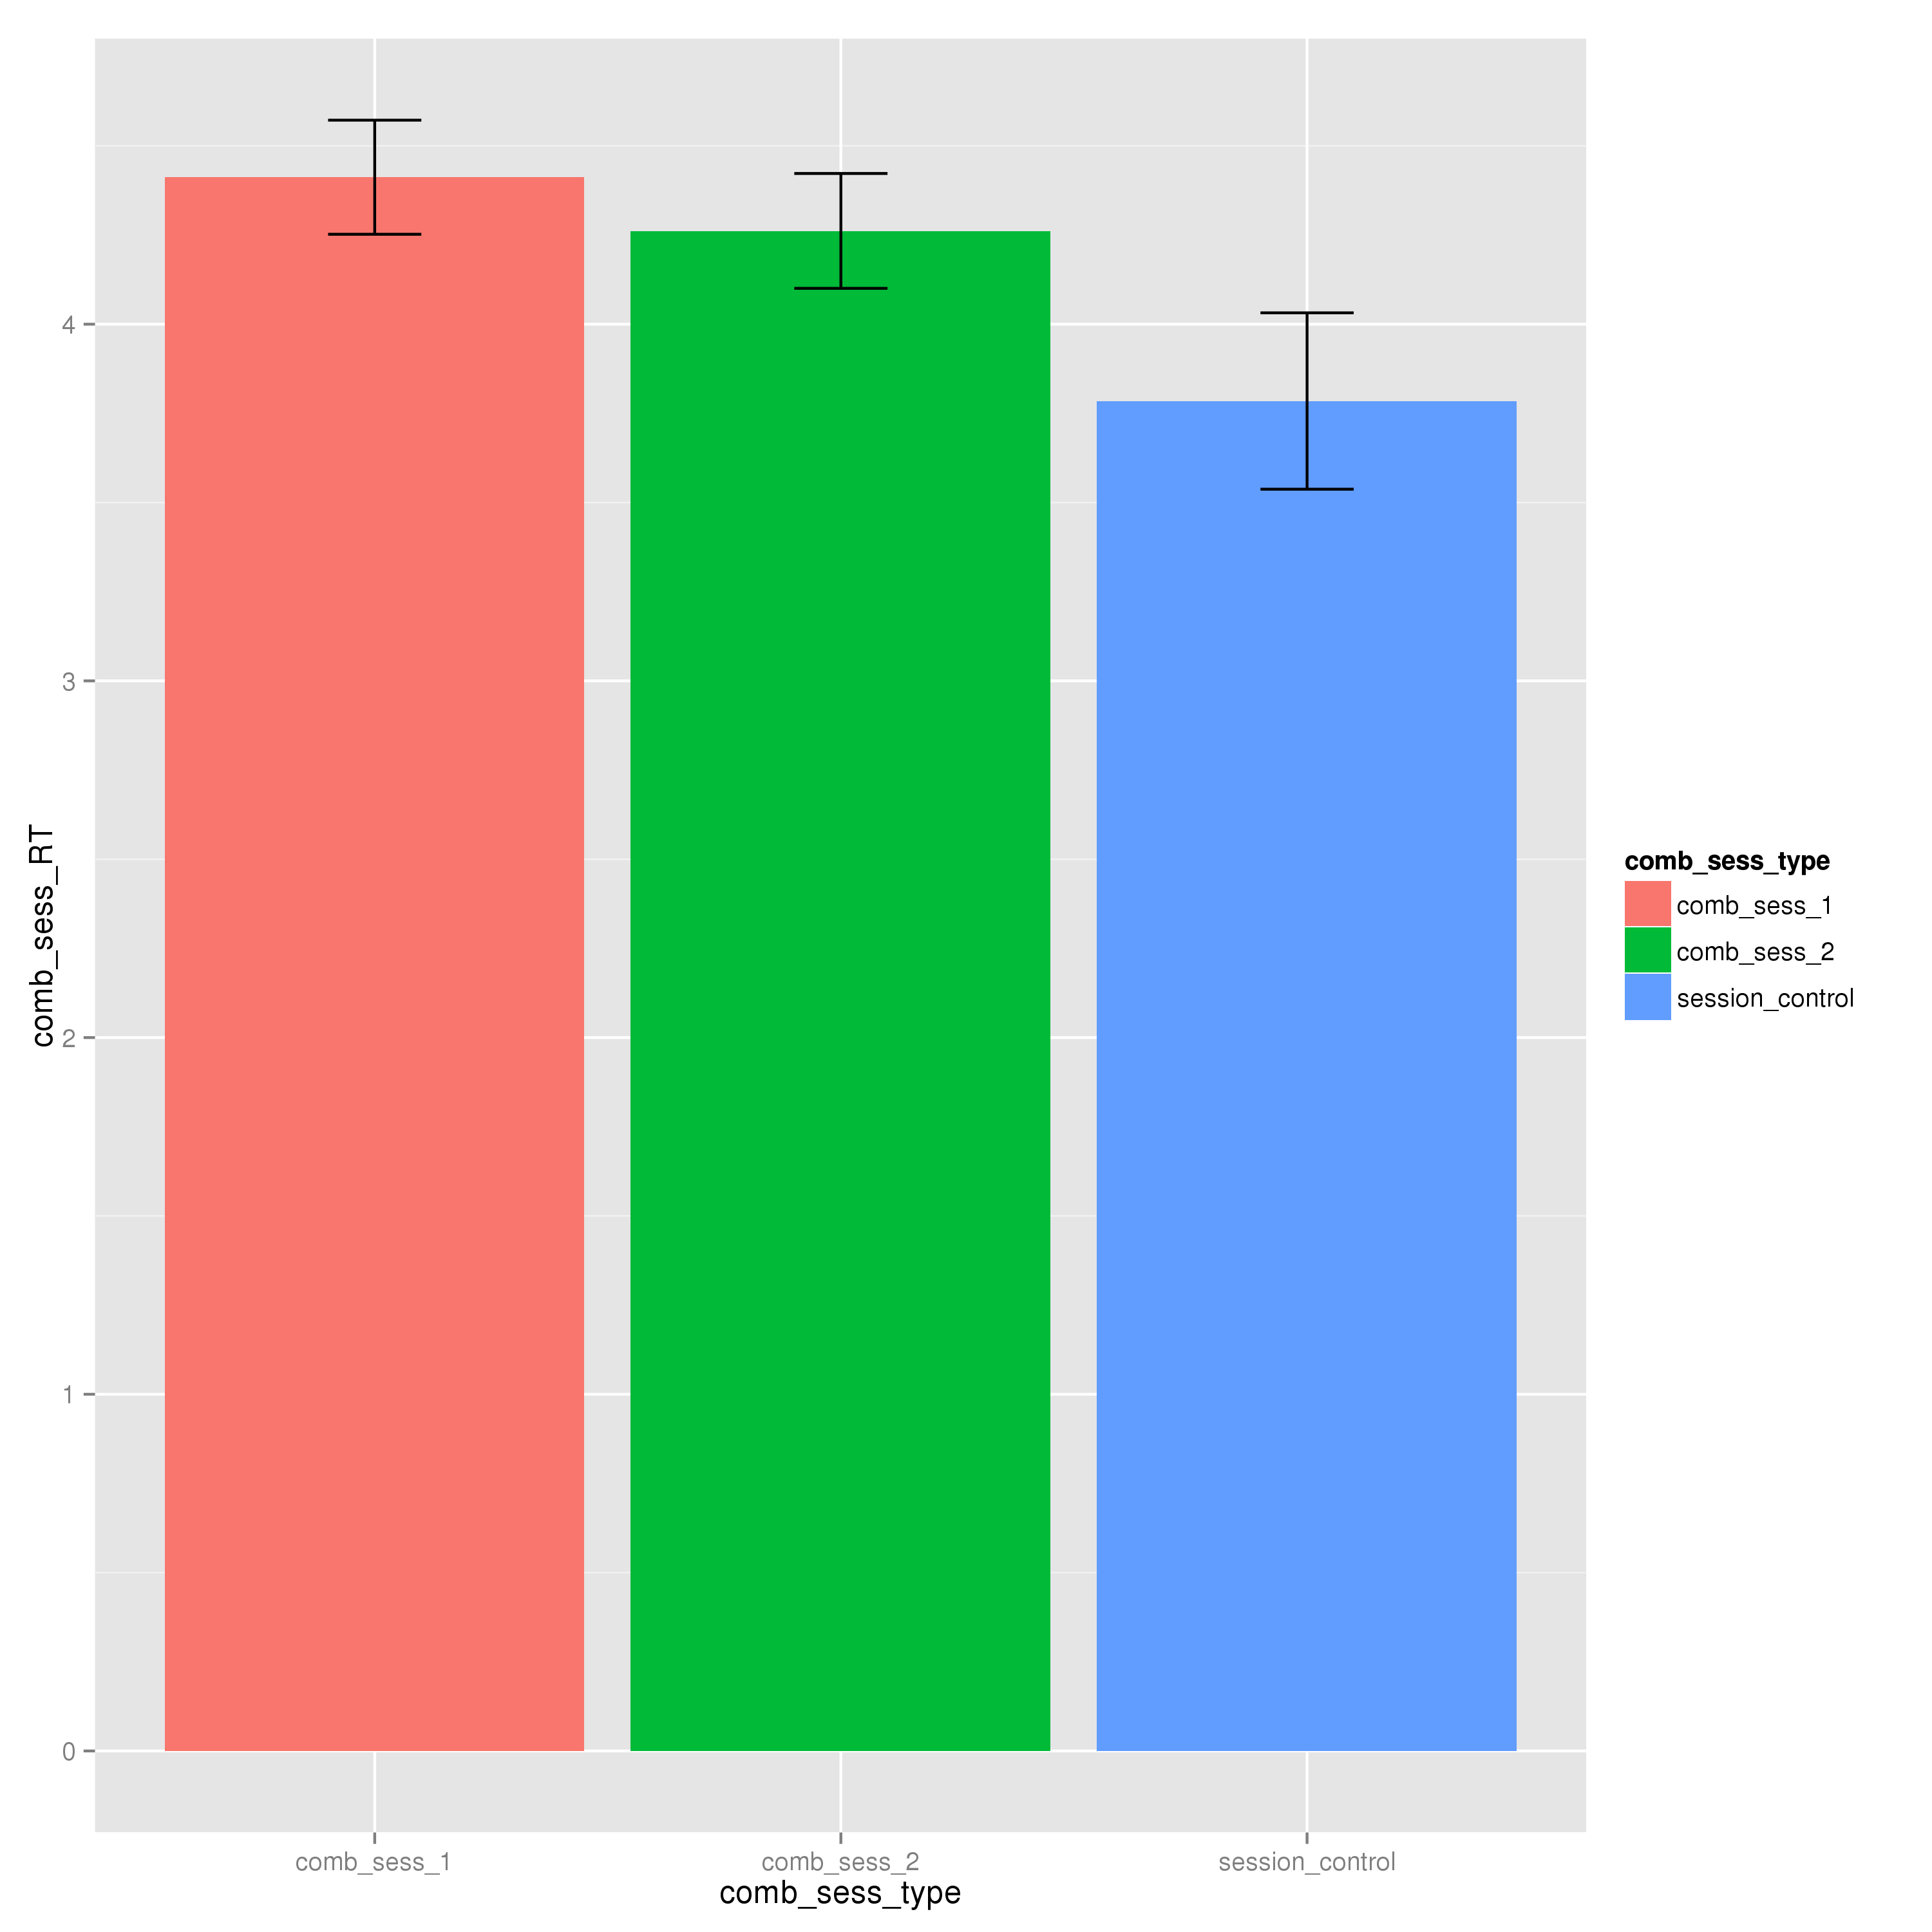 comb_sess_RT
4
3
2
1
0
comb_sess_1
comb_sess_2
session_control
comb_sess_type
comb_sess_type
comb_sess_1
comb_sess_2
session_control